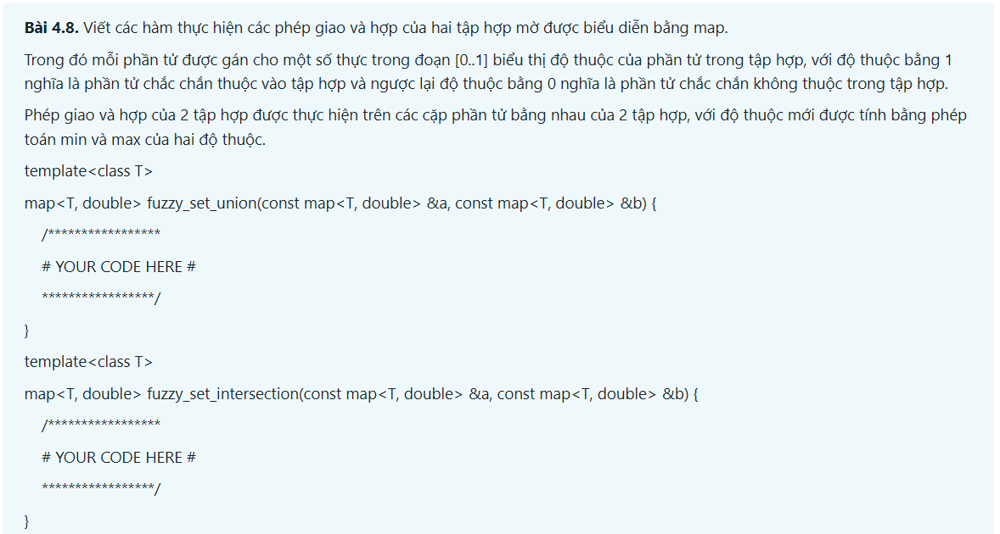 Bài 4.8. Viết các hàm thực hiện các phép giao và hợp của hai tập hợp mờ được biểu diễn bằng map.
Trong đó mỗi phần tử được gán cho một số thực trong đoạn [0..1] biểu thị độ thuộc của phần tử trong tập hợp, với độ thuộc bằng 1
nghĩa là phần tử chắc chắn thuộc vào tập hợp và ngược lại độ thuộc bằng 0 nghĩa là phần tử chắc chắn không thuộc trong tập hợp.
Phép giao và hợp của 2 tập hợp được thực hiện trên các cặp phần tử bằng nhau của 2 tập hợp, với độ thuộc mới được tính bằng phép
toán min và max của hai độ thuộc.
template<class T>
map<T, double> fuzzy_set_union(const map<T, double> &a, const map<T, double> &b) {
/*****************
# YOUR CODE HERE #
*****************/
}
template<class T>
map<T, double> fuzzy_set_intersection(const map<T, double> &a, const map<T, double> &b) {
/*****************
# YOUR CODE HERE #
*****************/
}